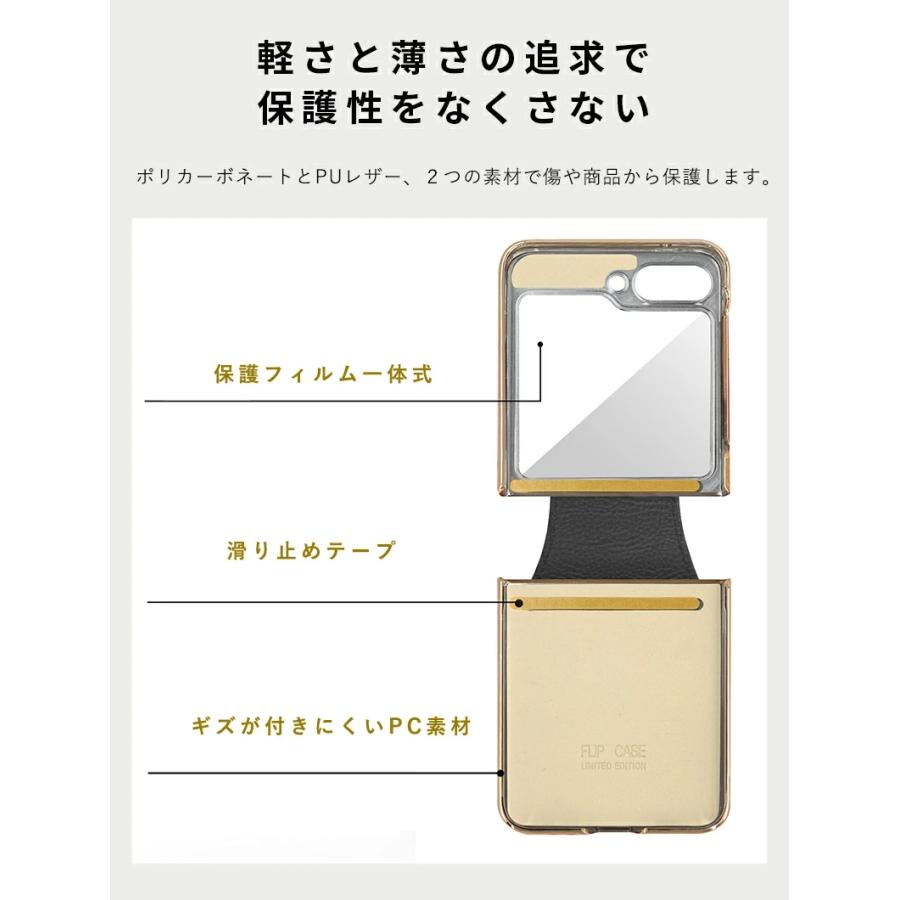 軽さと薄さの追求で
保護性をなくさない
ポリカーボネートとPUレザー、２つの素材で傷や商品から保護します。
保護フィルム一体式
滑り止めテープ
ギズが付きにくいPC素材
FLIP CASE
LIMITED EDITION